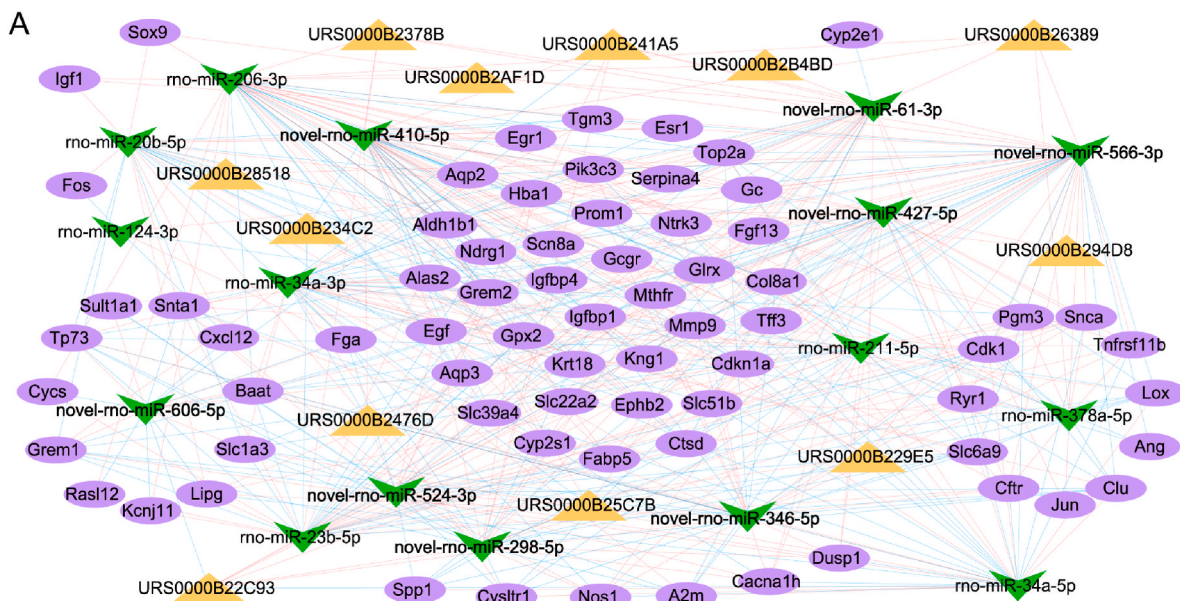 A
Sox9
URS0000B2378B
URS0000B241A5
Cyp2e1
URS0000B26389
Igf1
rno-miR-206-3p
URS0000B2AF1D
URS0000B2B4BD
novel-rno-miR-61-3p
rno-miR-20b-5p
novel-rno-miR-410-5p
Egr1
Tgm3
Esr1
Top2a
novel-rno-miR-566-3p
Fos
URS0000B28518
Aqp2
Pik3c3
Serpina4
Gc
Hba1
rno-miR-124-3p
URS0000B234C2
Aldh1b1
Prom1
Ntrk3
Fgf13
novel-rno-miR-427-5p
Ndrg1
Scn8a
Gcgr
Glrx
URS0000B294D8
rno-miR-34a-3p
Alas2
Grem2
Igfbp4
Mthfr
Col8a1
Sult1a1
Snta1
Cxcl12
Fga
Egf
Gpx2
Igfbp1
Mmp9
Tff3
Pgm3
Snca
Tp73
Aqp3
Krt18
Kng1
Cdkn1a
rno-miR-211-5p
Cdk1
Tnfrsf11b
Cycs
Baat
novel-rno-miR-606-5p
URS0000B2476D
Slc39a4
Slc22a2
Ephb2
Slc51b
Ryr1
Lox
rno-miR-378a-5p
Grem1
Slc1a3
Cyp2s1
Fabp5
Ctsd
URS0000B229E5
Slc6a9
Ang
Rasl12
Kcnj11
Lipg
novel-rno-miR-524-3p
URS0000B25C7B
Cftr
Jun
Clu
rno-miR-23b-5p
novel-rno-miR-298-5p
novel-rno-miR-346-5p
Dusp1
URS0000B22C93
Spp1
Cysltr1
Nos1
A2m
Cacna1h
rno-miR-34a-5p